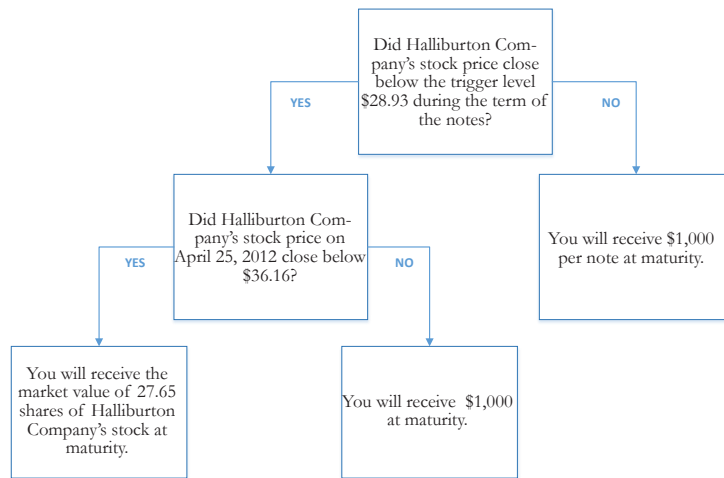 Did Halliburton Com-
pany's stock price close
below the trigger level
$28.93 during the term of
the notes?
YES
NO
Did Halliburton Com-
pany's stock price on
April 25, 2012 close below
$36.16?
You will receive $1,000
per note at maturity.
YES
NO
You will receive the
market value of 27.65
shares of Halliburton
Company's stock at
maturity.
You will receive $1,000
at maturity.